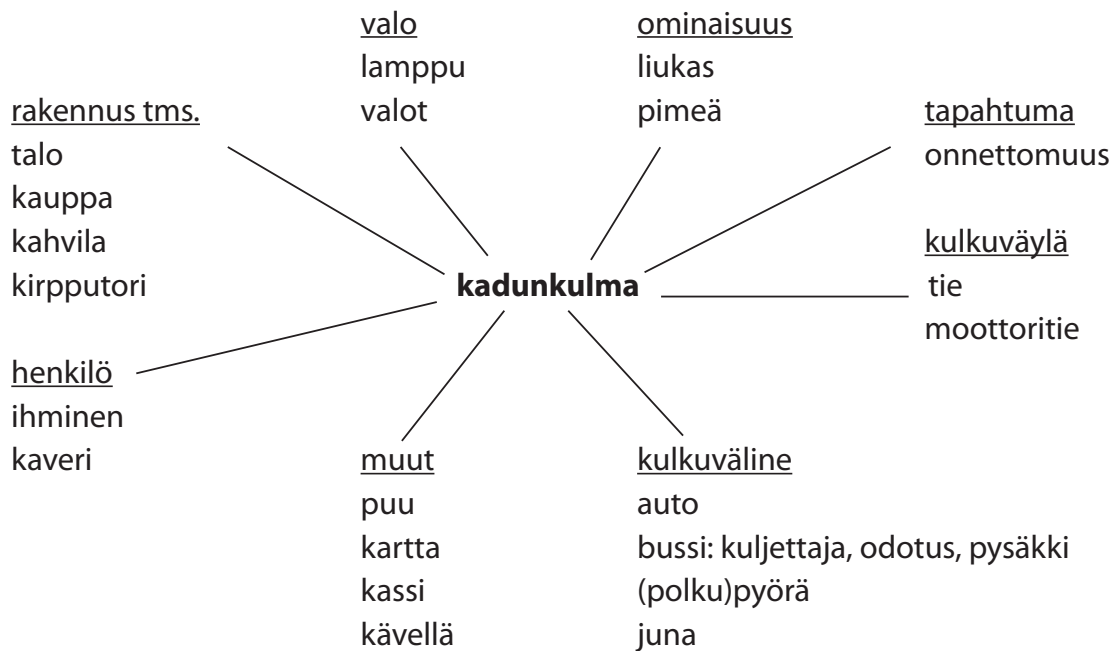 valo
lamppu
valot
ominaisuus
liukas
pimeä
rakennus tms.
talo
kauppa
kahvila
kirpputori
tapahtuma
onnettomuus
kulkuväylä
tie
moottoritie
kadunkulma
henkilö
ihminen
kaveri
muut
puu
kartta
kassi
kävellä
kulkuväline
auto
bussi: kuljettaja, odotus, pysäkki
(polku)pyörä
juna